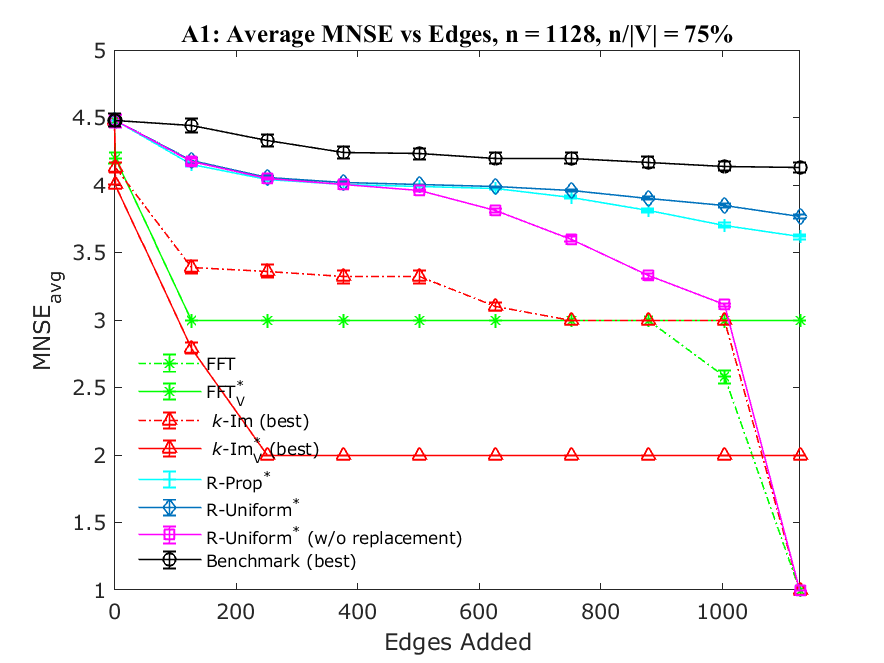 A1: Average MNSE vs Edges, n = 1128, n/|V| = 75%
5
4.5
4
3.5
3
2.5
2
1.5
1
MNSE_avg
FFT
FFT*_V
k-Im (best)
k-Im*_V (best)
R-Prop*
R-Uniform*
R-Uniform* (w/o replacement)
Benchmark (best)
0 200 400 600 800 1000
Edges Added